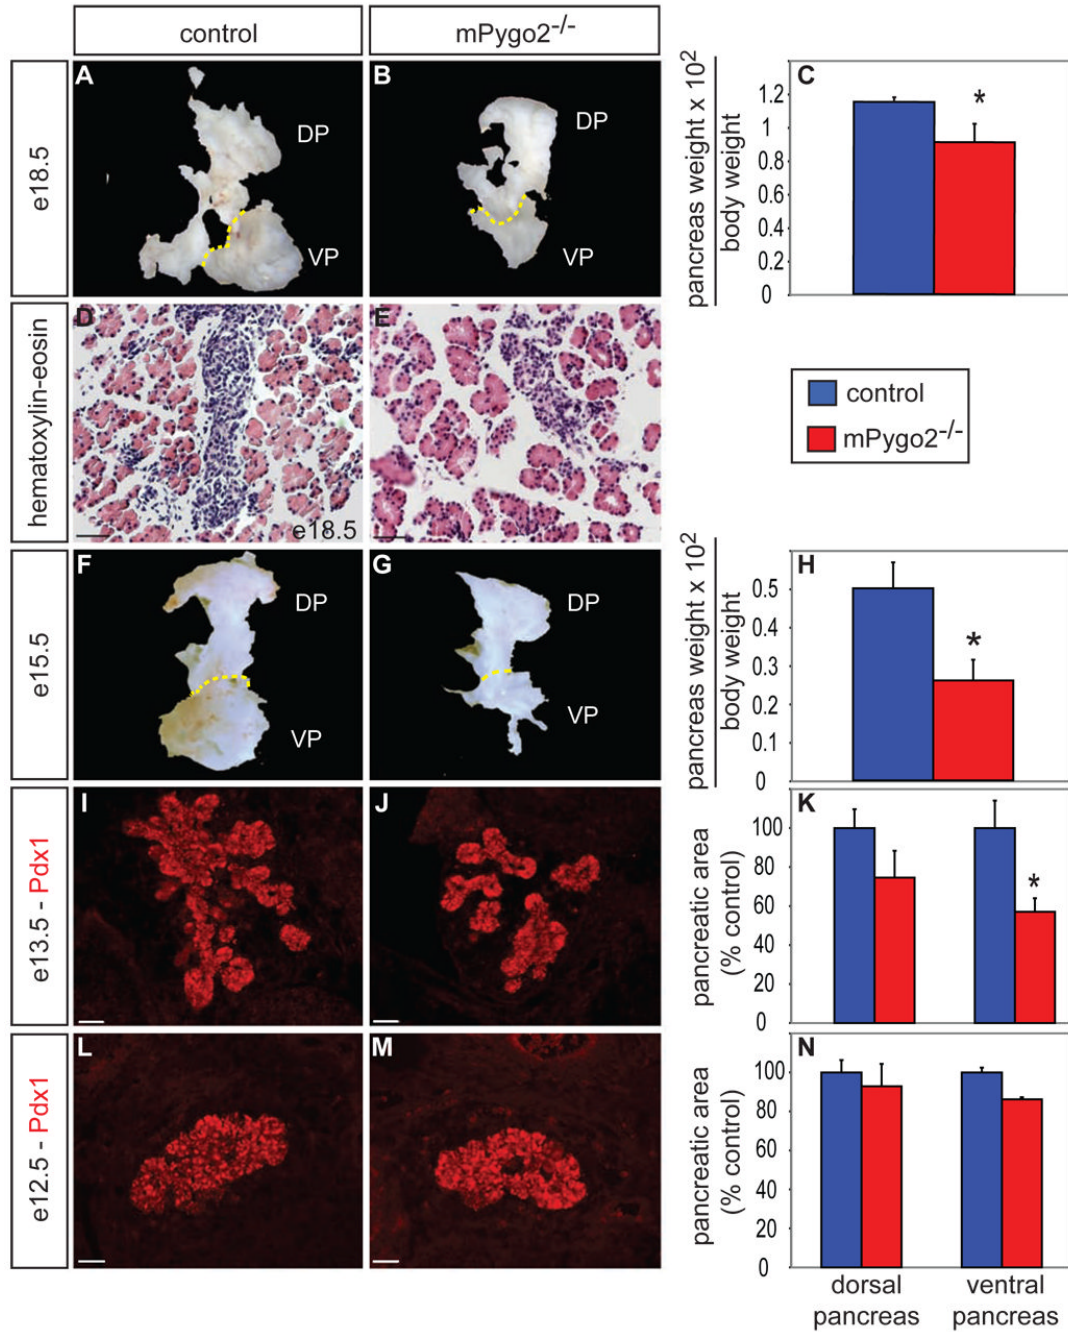 control
mPygo2-/-
e18.5
A
DP
VP
B
DP
VP
pancreas weight x 10²
body weight
C
1.2
1
0.8
0.6
0.4
0.2
0
*
hematoxylin-eosin
D
e18.5
E
control
mPygo2-/-
e15.5
F
DP
VP
G
DP
VP
pancreas weight x 10²
body weight
H
0.5
0.4
0.3
0.2
0.1
0
*
e13.5 - Pdx1
I
J
pancreatic area
(% control)
K
100
80
60
40
20
0
*
e12.5 - Pdx1
L
M
pancreatic area
(% control)
N
100
80
60
40
20
0
dorsal
pancreas
ventral
pancreas